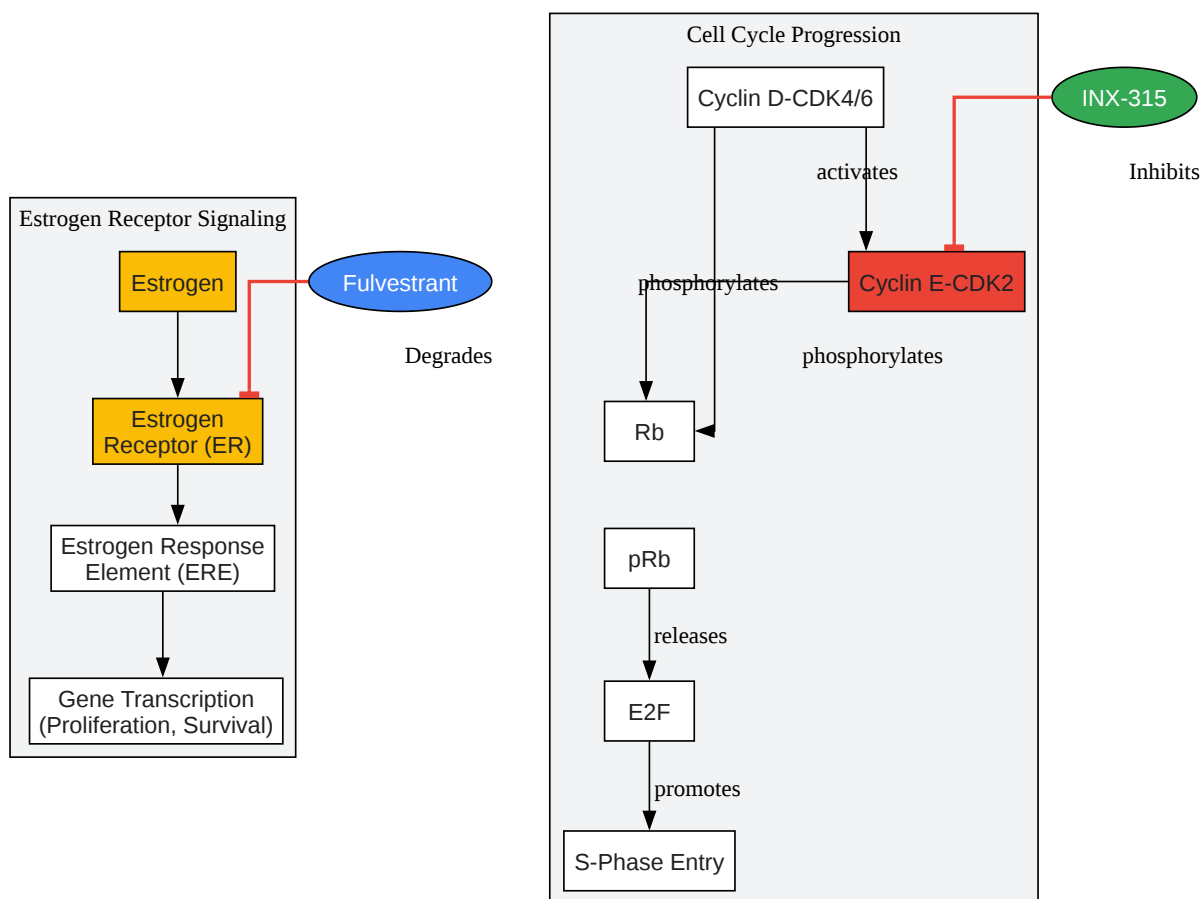 Cell Cycle Progression
Cyclin D-CDK4/6
INX-315
activates
Inhibits
Estrogen Receptor Signaling
Estrogen
Fulvestrant
phosphorylates
Cyclin E-CDK2
Degrades
phosphorylates
Estrogen
Receptor (ER)
Rb
Estrogen Response
Element (ERE)
pRb
releases
Gene Transcription
(Proliferation, Survival)
E2F
promotes
S-Phase Entry